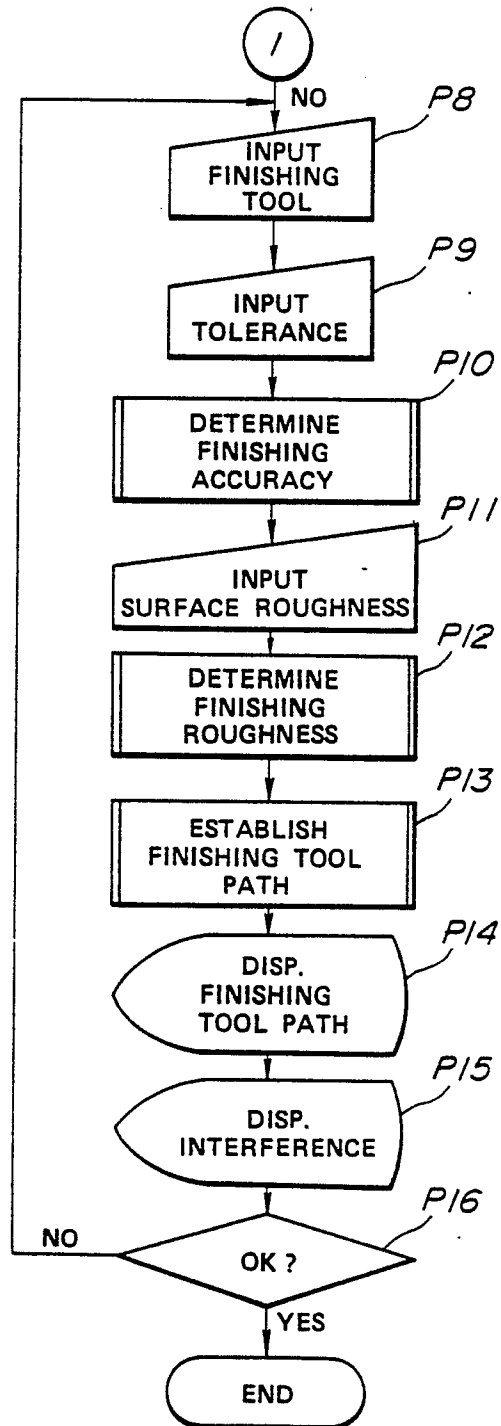 1
NO
P8
INPUT
FINISHING
TOOL
P9
INPUT
TOLERANCE
P10
DETERMINE
FINISHING
ACCURACY
P11
INPUT
SURFACE ROUGHNESS
P12
DETERMINE
FINISHING
ROUGHNESS
P13
ESTABLISH
FINISHING TOOL
PATH
P14
DISP.
FINISHING
TOOL PATH
P15
DISP.
INTERFERENCE
P16
NO
OK ?
YES
END